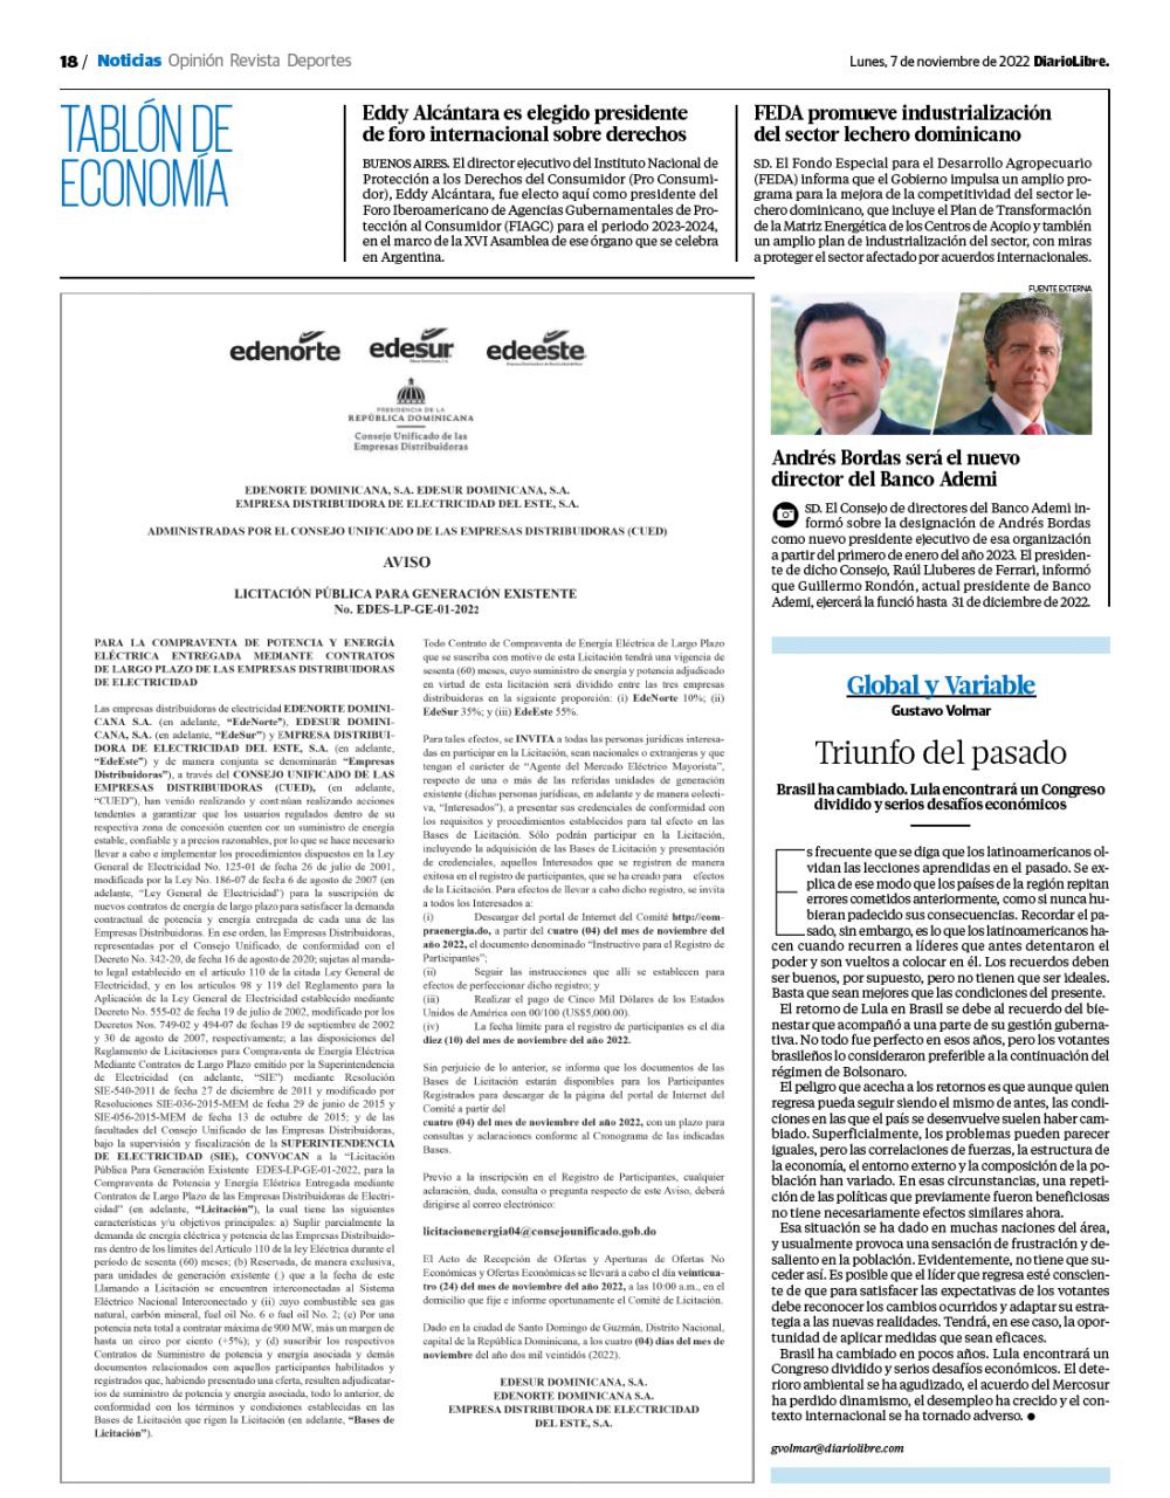 18 / Noticias Opinión Revista Deportes
Lunes, 7 de noviembre de 2022 DiarioLibre.
TABLÓN DE
ECONOMÍA
Eddy Alcántara es elegido presidente
de foro internacional sobre derechos
BUENOS AIRES. El director ejecutivo del Instituto Nacional de
Protección a los Derechos del Consumidor (Pro Consumi-
dor), Eddy Alcántara, fue electo aquí como presidente del
Foro Iberoamericano de Agencias Gubernamentales de Pro-
tección al Consumidor (FIAGC) para el periodo 2023-2024,
en el marco de la XVI Asamblea de ese órgano que se celebra
en Argentina.
FEDA promueve industrialización
del sector lechero dominicano
SD. El Fondo Especial para el Desarrollo Agropecuario
(FEDA) informa que el Gobierno impulsa un amplio pro-
grama para la mejora de la competitividad del sector le-
chero dominicano, que incluye el Plan de Transformación
de la Matriz Energética de los Centros de Acopio y también
un amplio plan de industrialización del sector, con miras
a proteger el sector afectado por acuerdos internacionales.
edenorte edesur edeeste
PRESIDENCIA DE LA
REPÚBLICA DOMINICANA
Consejo Unificado de las
Empresas Distribuidoras
EDENORTE DOMINICANA, S.A. EDESUR DOMINICANA, S.A.
EMPRESA DISTRIBUIDORA DE ELECTRICIDAD DEL ESTE, S.A.
ADMINISTRADAS POR EL CONSEJO UNIFICADO DE LAS EMPRESAS DISTRIBUIDORAS (CUED)
AVISO
LICITACIÓN PÚBLICA PARA GENERACIÓN EXISTENTE
No. EDES-LP-GE-01-2022
PARA LA COMPRAVENTA DE POTENCIA Y ENERGÍA
ELÉCTRICA ENTREGADA MEDIANTE CONTRATOS
DE LARGO PLAZO DE LAS EMPRESAS DISTRIBUIDORAS
DE ELECTRICIDAD
Las empresas distribuidoras de electricidad EDENORTE DOMINI-
CANA S.A. (en adelante, “EdeNorte”), EDESUR DOMINI-
CANA, S.A. (en adelante, “EdeSur”) y EMPRESA DISTRIBUI-
DORA DE ELECTRICIDAD DEL ESTE, S.A. (en adelante,
“EdeEste”) y de manera conjunta se denominarán “Empresas
Distribuidoras”), a través del CONSEJO UNIFICADO DE LAS
EMPRESAS DISTRIBUIDORAS (CUED), (en adelante,
“CUED”), han venido realizando y continúan realizando acciones
tendentes a garantizar que los usuarios regulados dentro de su
respectiva zona de concesión cuenten con un suministro de energía
estable, confiable y a precios razonables, por lo que se hace necesario
llevar a cabo e implementar los procedimientos dispuestos en la Ley
General de Electricidad No. 125-01 de fecha 26 de julio de 2001,
modificada por la Ley No. 186-07 de fecha 6 de agosto de 2007 (en
adelante, “Ley General de Electricidad”) para la suscripción de
nuevos contratos de energía de largo plazo para satisfacer la demanda
contractual de potencia y energía entregada de cada una de las
Empresas Distribuidoras. En ese orden, las Empresas Distribuidoras,
representadas por el Consejo Unificado, de conformidad con el
Decreto No. 342-20, de fecha 16 de agosto de 2020; sujetas al manda-
to legal establecido en el artículo 110 de la citada Ley General de
Electricidad, y en los artículos 98 y 119 del Reglamento para la
Aplicación de la Ley General de Electricidad establecido mediante
Decreto No. 555-02 de fecha 19 de julio de 2002, modificado por los
Decretos Nos. 749-02 y 494-07 de fechas 19 de septiembre de 2002
y 30 de agosto de 2007, respectivamente; a las disposiciones del
Reglamento de Licitaciones para Compraventa de Energía Eléctrica
Mediante Contratos de Largo Plazo emitido por la Superintendencia
de Electricidad (en adelante, “SIE”) mediante Resolución
SIE-540-2011 de fecha 27 de diciembre de 2011 y modificado por
Resoluciones SIE-036-2015-MEM de fecha 29 de junio de 2015 y
SIE-056-2015-MEM de fecha 13 de octubre de 2015; y de las
facultades del Consejo Unificado de las Empresas Distribuidoras,
bajo la supervisión y fiscalización de la SUPERINTENDENCIA
DE ELECTRICIDAD (SIE), CONVOCAN a la “Licitación
Pública Para Generación Existente EDES-LP-GE-01-2022, para la
Compraventa de Potencia y Energía Eléctrica Entregada mediante
Contratos de Largo Plazo de las Empresas Distribuidoras de Electri-
cidad” (en adelante, “Licitación”), la cual tiene las siguientes
características y/u objetivos principales: a) Suplir parcialmente la
demanda de energía eléctrica y potencia de las Empresas Distribuido-
ras dentro de los límites del Artículo 110 de la ley Eléctrica durante el
período de sesenta (60) meses; (b) Reservada, de manera exclusiva,
para unidades de generación existente ( ) que a la fecha de este
Llamando a Licitación se encuentren interconectadas al Sistema
Eléctrico Nacional Interconectado y (ii) cuyo combustible sea gas
natural, carbón mineral, fuel oil No. 6 o fuel oil No. 2; (c) Por una
potencia neta total a contratar máxima de 900 MW, más un margen de
hasta un cinco por ciento (+5%); y (d) suscribir los respectivos
Contratos de Suministro de potencia y energía asociada y demás
documentos relacionados con aquellos participantes habilitados y
registrados que, habiendo presentado una oferta, resulten adjudicatar-
ios de suministro de potencia y energía asociada, todo lo anterior, de
conformidad con los términos y condiciones establecidas en las
Bases de Licitación que rigen la Licitación (en adelante, “Bases de
Licitación”).
Todo Contrato de Compraventa de Energía Eléctrica de Largo Plazo
que se suscriba con motivo de esta Licitación tendrá una vigencia de
sesenta (60) meses, cuyo suministro de energía y potencia adjudicado
en virtud de esta licitación será dividido entre las tres empresas
distribuidoras en la siguiente proporción: (i) EdeNorte 10%; (ii)
EdeSur 35%; y (iii) EdeEste 55%.
Para tales efectos, se INVITA a todas las personas jurídicas interesa-
das en participar en la Licitación, sean nacionales o extranjeras y que
tengan el carácter de “Agente del Mercado Eléctrico Mayorista”,
respecto de una o más de las referidas unidades de generación
existente (dichas personas jurídicas, en adelante y de manera colecti-
va, “Interesados”), a presentar sus credenciales de conformidad con
los requisitos y procedimientos establecidos para tal efecto en las
Bases de Licitación. Sólo podrán participar en la Licitación,
incluyendo la adquisición de las Bases de Licitación y presentación
de credenciales, aquellos Interesados que se registren de manera
exitosa en el registro de participantes, que se ha creado para efectos
de la Licitación. Para efectos de llevar a cabo dicho registro, se invita
a todos los Interesados a:
(i) Descargar del portal de Internet del Comité http://com-
praenergia.do, a partir del cuatro (04) del mes de noviembre del
año 2022, el documento denominado “Instructivo para el Registro de
Participantes”;
(ii) Seguir las instrucciones que allí se establecen para
efectos de perfeccionar dicho registro; y
(iii) Realizar el pago de Cinco Mil Dólares de los Estados
Unidos de América con 00/100 (US$5,000.00).
(iv) La fecha límite para el registro de participantes es el día
diez (10) del mes de noviembre del año 2022.
Sin perjuicio de lo anterior, se informa que los documentos de las
Bases de Licitación estarán disponibles para los Participantes
Registrados para descargar de la página del portal de Internet del
Comité a partir del
cuatro (04) del mes de noviembre del año 2022, con un plazo para
consultas y aclaraciones conforme al Cronograma de las indicadas
Bases.
Previo a la inscripción en el Registro de Participantes, cualquier
aclaración, duda, consulta o pregunta respecto de este Aviso, deberá
dirigirse al correo electrónico:
licitacionenergia04@consejounificado.gob.do
El Acto de Recepción de Ofertas y Aperturas de Ofertas No
Económicas y Ofertas Económicas se llevará a cabo el día veinticua-
tro (24) del mes de noviembre del año 2022, a las 10:00 a.m., en el
domicilio que fije e informe oportunamente el Comité de Licitación.
Dado en la ciudad de Santo Domingo de Guzmán, Distrito Nacional,
capital de la República Dominicana, a los cuatro (04) días del mes de
noviembre del año dos mil veintidós (2022).
EDESUR DOMINICANA, S.A.
EDENORTE DOMINICANA S.A.
EMPRESA DISTRIBUIDORA DE ELECTRICIDAD
DEL ESTE, S.A.
FUENTE EXTERNA
Andrés Bordas será el nuevo
director del Banco Ademi
SD. El Consejo de directores del Banco Ademi in-
formó sobre la designación de Andrés Bordas
como nuevo presidente ejecutivo de esa organización
a partir del primero de enero del año 2023. El presiden-
te de dicho Consejo, Raúl Lluberes de Ferrari, informó
que Guillermo Rondón, actual presidente de Banco
Ademi, ejercerá la funció hasta 31 de diciembre de 2022.
Global y Variable
Gustavo Volmar
Triunfo del pasado
Brasil ha cambiado. Lula encontrará un Congreso
dividido y serios desafíos económicos
Es frecuente que se diga que los latinoamericanos ol-
vidan las lecciones aprendidas en el pasado. Se ex-
plica de ese modo que los países de la región repitan
errores cometidos anteriormente, como si nunca hu-
bieran padecido sus consecuencias. Recordar el pa-
sado, sin embargo, es lo que los latinoamericanos ha-
cen cuando recurren a líderes que antes detentaron el
poder y son vueltos a colocar en él. Los recuerdos deben
ser buenos, por supuesto, pero no tienen que ser ideales.
Basta que sean mejores que las condiciones del presente.
El retorno de Lula en Brasil se debe al recuerdo del bie-
nestar que acompañó a una parte de su gestión guberna-
tiva. No todo fue perfecto en esos años, pero los votantes
brasileños lo consideraron preferible a la continuación del
régimen de Bolsonaro.
El peligro que acecha a los retornos es que aunque quien
regresa pueda seguir siendo el mismo de antes, las condi-
ciones en las que el país se desenvuelve suelen haber cam-
biado. Superficialmente, los problemas pueden parecer
iguales, pero las correlaciones de fuerzas, la estructura de
la economía, el entorno externo y la composición de la po-
blación han variado. En esas circunstancias, una repeti-
ción de las políticas que previamente fueron beneficiosas
no tiene necesariamente efectos similares ahora.
Esa situación se ha dado en muchas naciones del área,
y usualmente provoca una sensación de frustración y de-
saliento en la población. Evidentemente, no tiene que su-
ceder así. Es posible que el líder que regresa esté conscien-
te de que para satisfacer las expectativas de los votantes
debe reconocer los cambios ocurridos y adaptar su estra-
tegia a las nuevas realidades. Tendrá, en ese caso, la opor-
tunidad de aplicar medidas que sean eficaces.
Brasil ha cambiado en pocos años. Lula encontrará un
Congreso dividido y serios desafíos económicos. El dete-
rioro ambiental se ha agudizado, el acuerdo del Mercosur
ha perdido dinamismo, el desempleo ha crecido y el con-
texto internacional se ha tornado adverso. ●
gvolmar@diariolibre.com